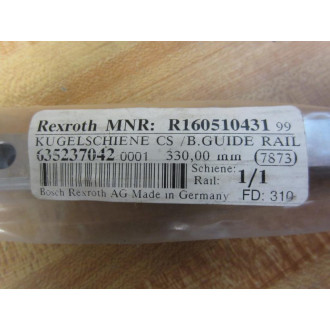 Rexroth MNR: R160510431 99
KUGELSCHIENE CS /B.GUIDE RAIL
635237042 0001 330,00 mm (7873)
Schiene:
Rail: 1/1
Bosch Rexroth AG Made in Germany FD: 310